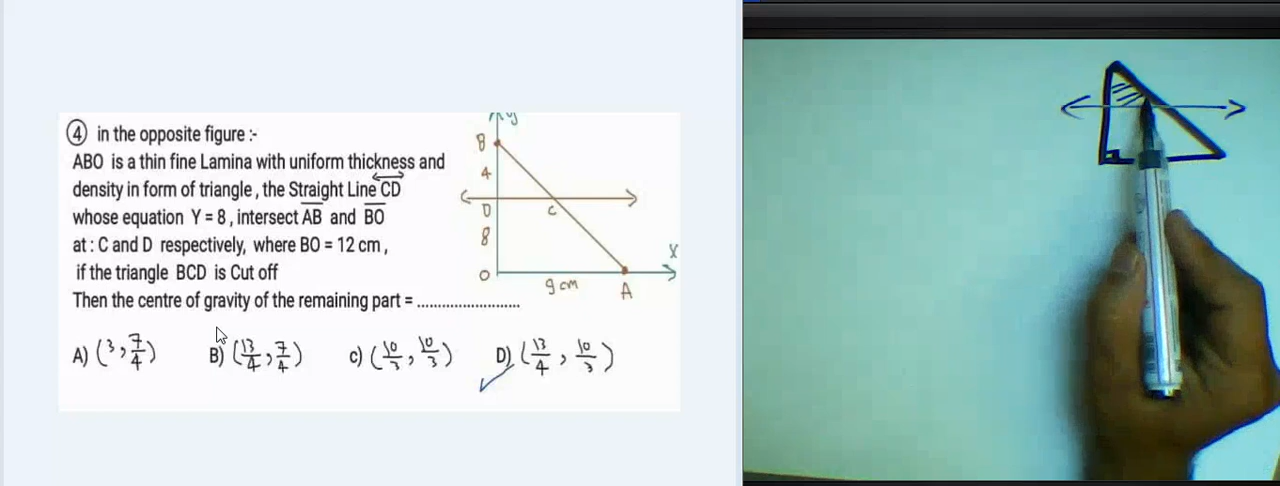 ④ in the opposite figure :-
ABO is a thin fine Lamina with uniform thickness and
density in form of triangle , the Straight Line CD
whose equation Y = 8 , intersect AB and BO
at : C and D respectively, where BO = 12 cm ,
if the triangle BCD is Cut off
Then the centre of gravity of the remaining part = ........................
A) (3 , 7/4)
B) (13/4 , 7/4)
C) (10/3 , 10/3)
D) (13/4 , 10/3)
y
B
4
D
C
8
X
O
9 cm
A